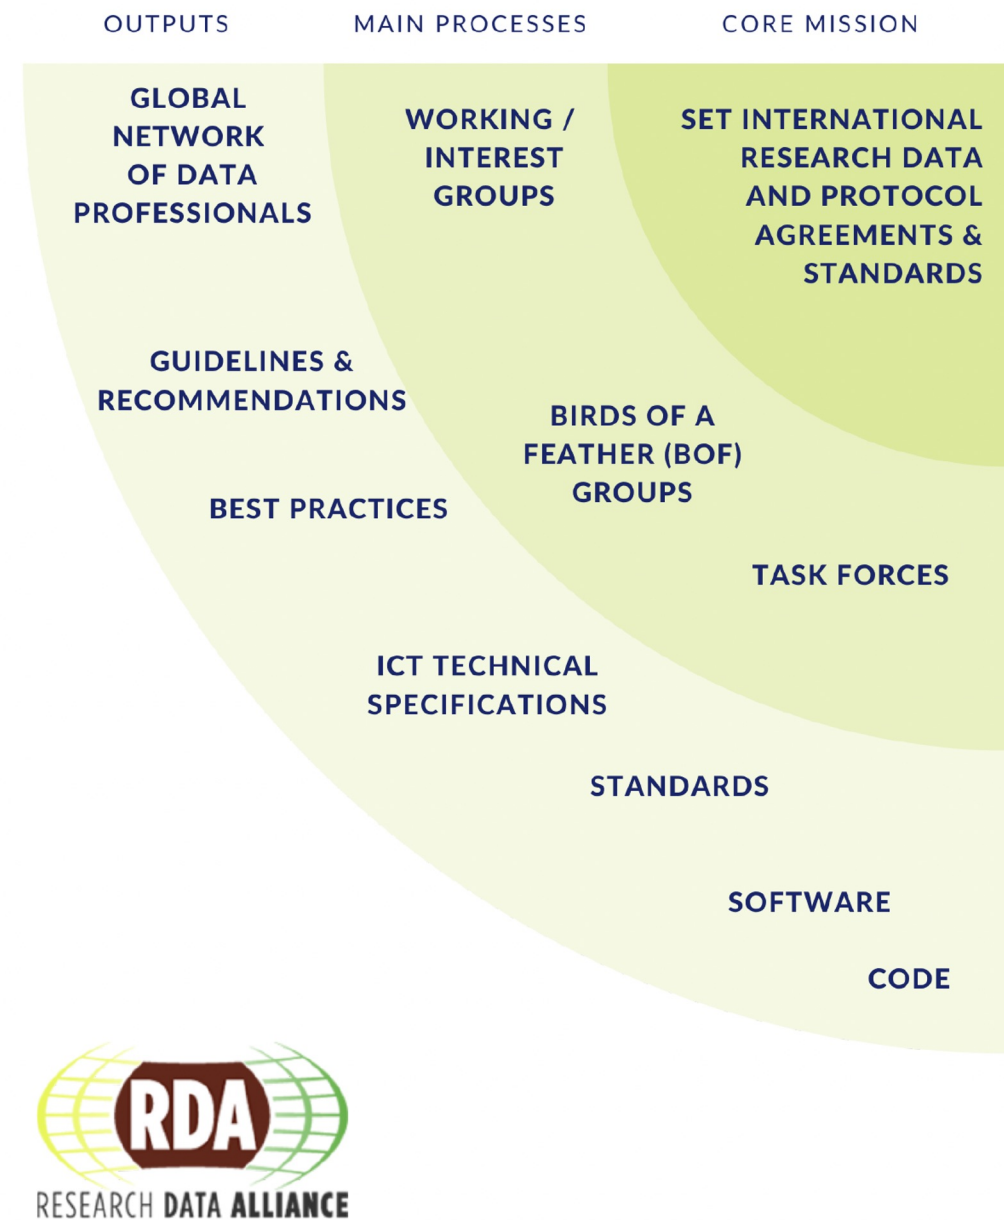 OUTPUTS
MAIN PROCESSES
CORE MISSION
GLOBAL
NETWORK
OF DATA
PROFESSIONALS
GUIDELINES &
RECOMMENDATIONS
BEST PRACTICES
ICT TECHNICAL
SPECIFICATIONS
STANDARDS
SOFTWARE
CODE
WORKING /
INTEREST
GROUPS
BIRDS OF A
FEATHER (BOF)
GROUPS
TASK FORCES
SET INTERNATIONAL
RESEARCH DATA
AND PROTOCOL
AGREEMENTS &
STANDARDS
RDA
RESEARCH DATA ALLIANCE